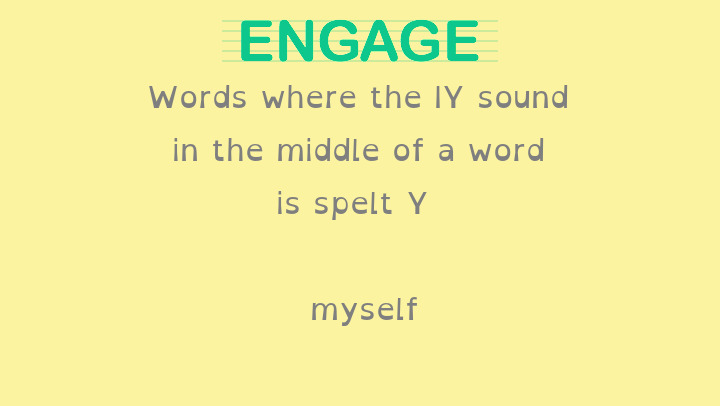 ENGAGE
Words where the IY sound
in the middle of a word
is spelt Y
myself